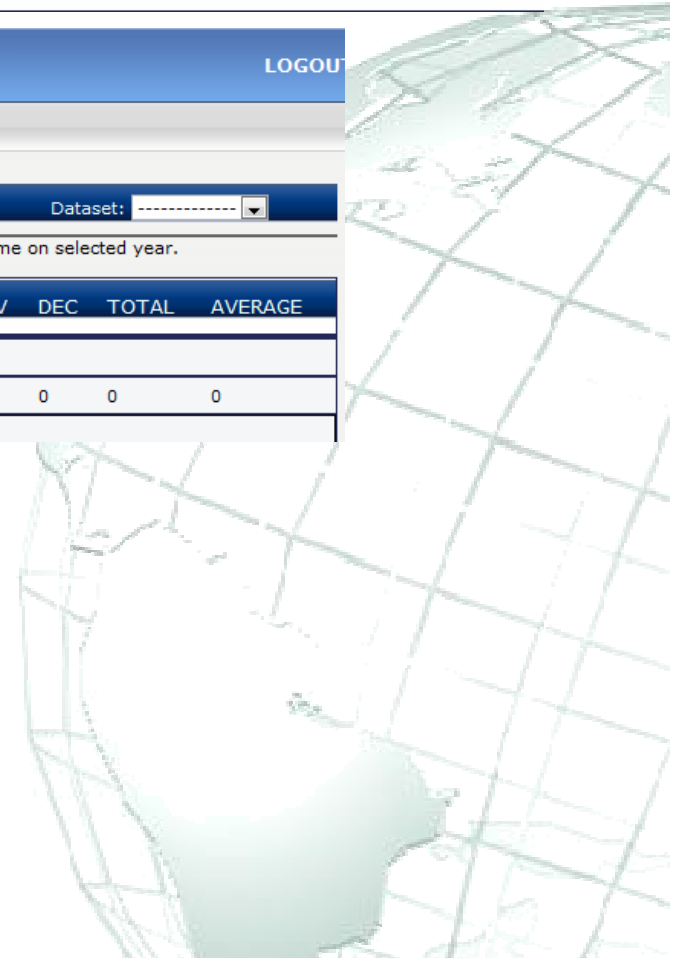 LOGOUT
Dataset: -------------
me on selected year.
V DEC TOTAL AVERAGE
0 0 0